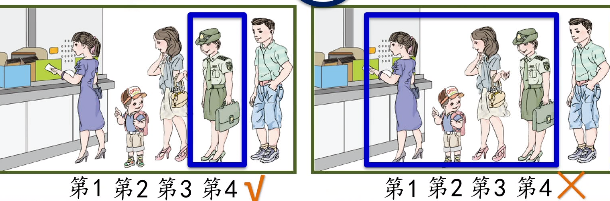 第1 第2 第3 第4 √
第1 第2 第3 第4 ×